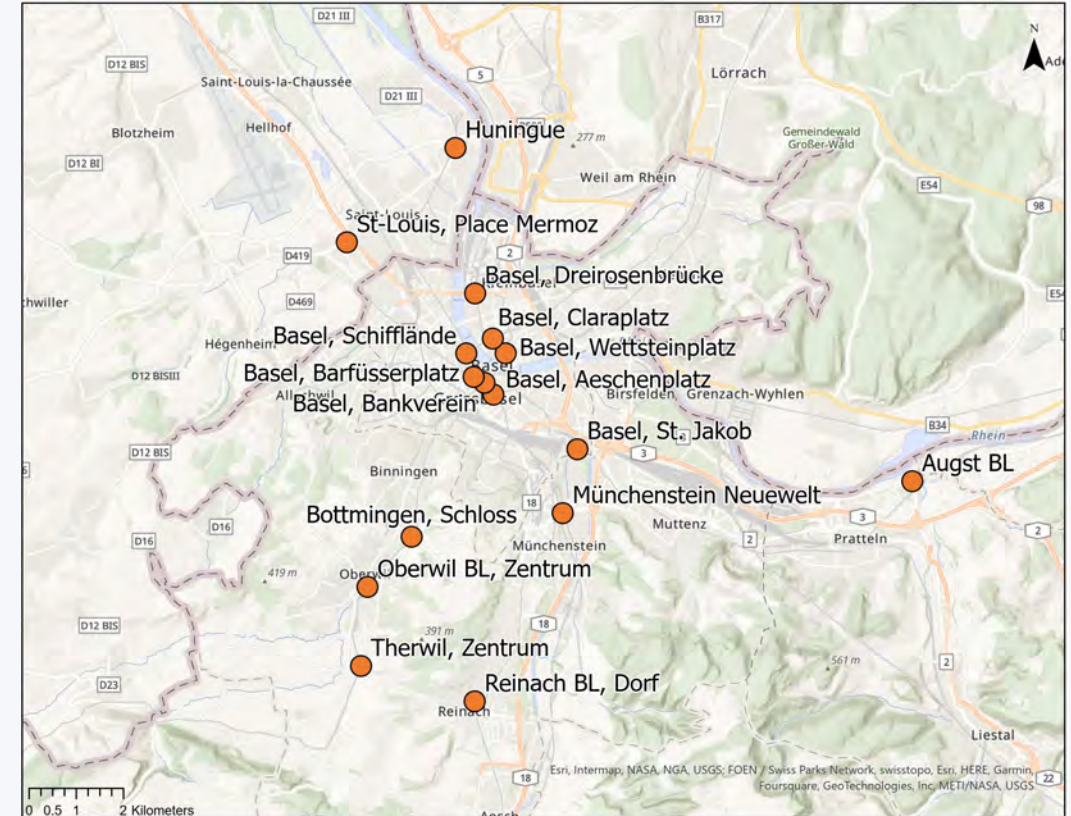 D21 III
B317
N
D12 BIS
5
Lörrach
Saint-Louis-la-Chaussée
D21 III
Blotzheim
Hellhof
Huningue
277 m
Gemeindewald
Großer-Wald
D12 BI
Weil am Rhein
E54
98
Saint-Louis
St-Louis, Place Mermoz
D419
2
Basel, Dreirosenbrücke
D469
Basel, Claraplatz
Basel, Schifflände
Hégenheim
Basel, Wettsteinplatz
Basel
Basel, Barfüsserplatz
D12 BISIII
Basel, Aeschenplatz
Birsfelden
Grenzach-Wyhlen
Basel, Bankverein
B34
Basel, St. Jakob
Rhein
D12 BIS
3
Augst BL
Binningen
18
Münchenstein Neuewelt
Bottmingen, Schloss
D16
Muttenz
3
2
D16
Münchenstein
2
Pratteln
419 m
Oberwil BL, Zentrum
D12 BIS
18
391 m
Therwil, Zentrum
561 m
2
D23
Reinach BL, Dorf
Reinach
Liestal
18
22
Esri, Intermap, NASA, NGA, USGS; FOEN / Swiss Parks Network, swisstopo, Esri, HERE, Garmin,
Foursquare, GeoTechnologies, Inc, METI/NASA, USGS
0 0.5 1 2 Kilometers